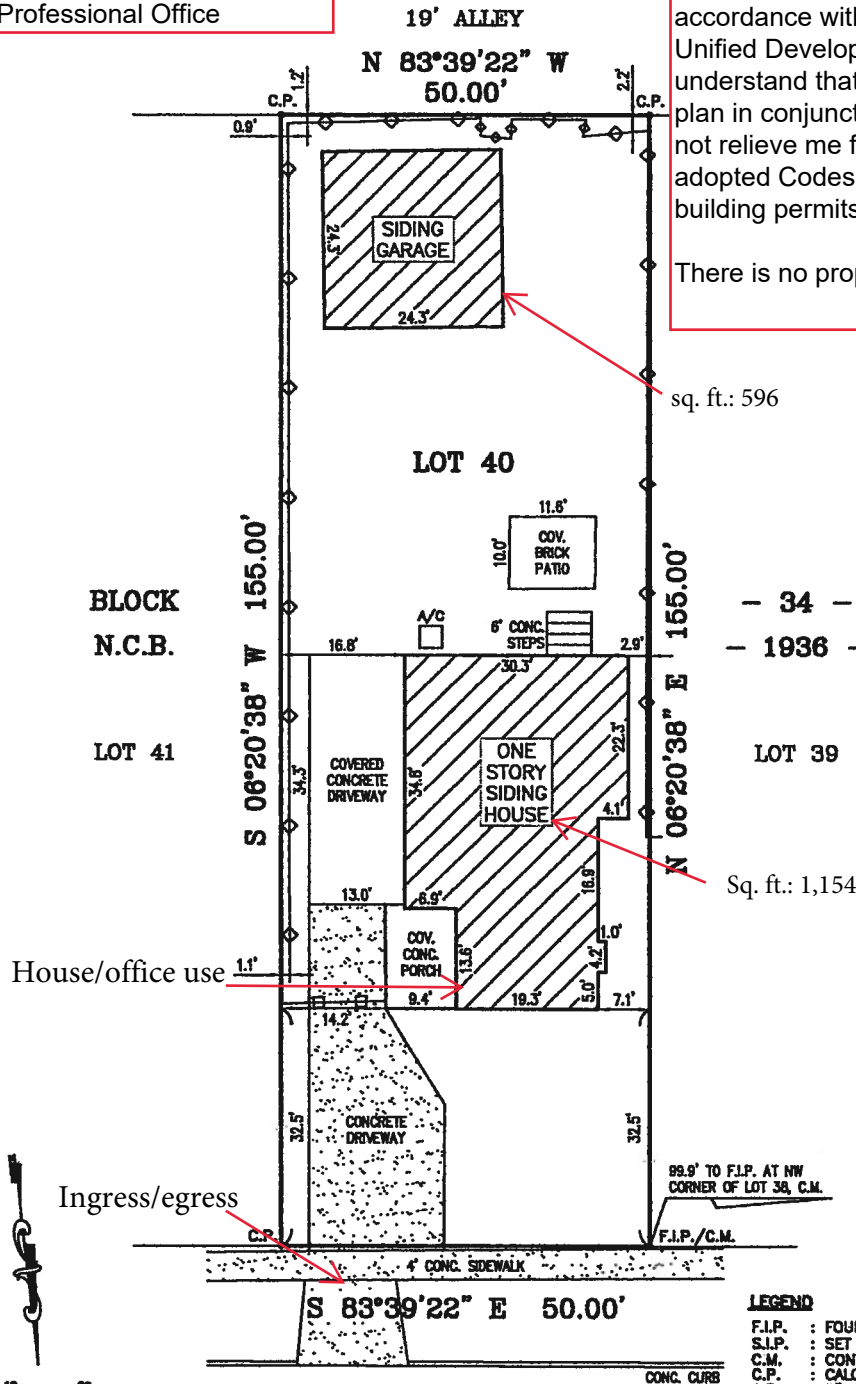 Professional Office
accordance with
Unified Develop
understand that
plan in conjunct
not relieve me f
adopted Codes
building permits
There is no prop
19' ALLEY
N 83°39'22" W
50.00'
C.P.
1.2'
2.2'
C.P.
0.9'
SIDING
GARAGE
24.3'
24.3'
sq. ft.: 596
LOT 40
11.6'
10.0'
COV.
BRICK
PATIO
S 06°20'38" W 155.00'
N 06°20'38" E 155.00'
BLOCK
N.C.B.
- 34 -
- 1936 -
A/C
6' CONC.
STEPS
16.8'
30.3'
2.9'
LOT 41
LOT 39
34.3'
COVERED
CONCRETE
DRIVEWAY
34.6'
ONE
STORY
SIDING
HOUSE
22.3'
4.1'
16.9'
Sq. ft.: 1,154
13.0'
6.9'
COV.
CONC.
PORCH
13.6'
1.0'
4.2'
5.0'
House/office use
1.1'
14.2'
9.4'
19.3'
7.1'
32.5'
CONCRETE
DRIVEWAY
32.5'
99.9' TO F.I.P. AT NW
CORNER OF LOT 38, C.M.
Ingress/egress
C.P.
F.I.P./C.M.
4' CONC. SIDEWALK
S 83°39'22" E 50.00'
CONC. CURB
LEGEND
F.I.P. : FOU
S.I.P. : SET
C.M. : CON
C.P. : CALC